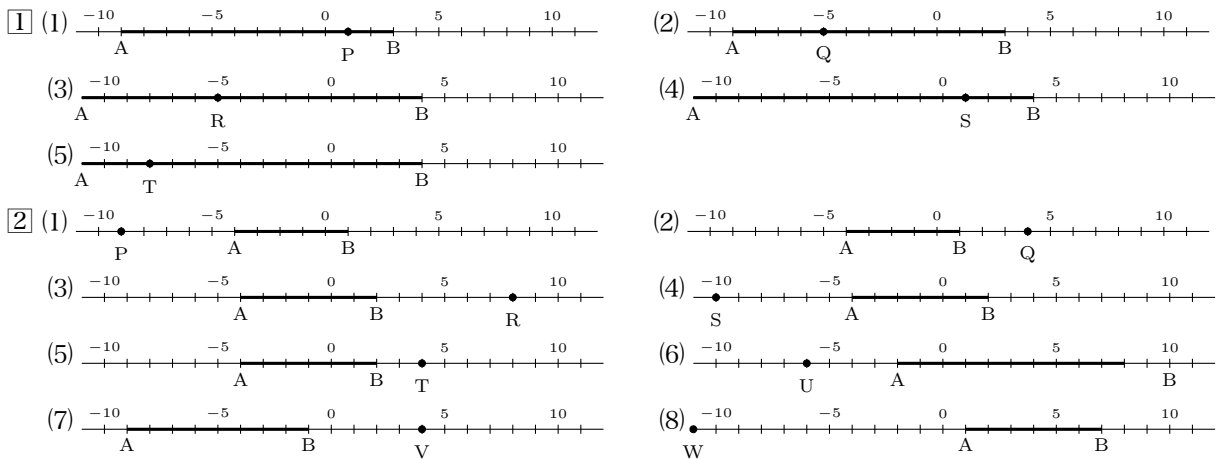 1 (1) −10 −5 0 5 10 A P B
(2) −10 −5 0 5 10 A Q B
(3) −10 −5 0 5 10 A R B
(4) −10 −5 0 5 10 A S B
(5) −10 −5 0 5 10 A T B
2 (1) −10 −5 0 5 10 P A B
(2) −10 −5 0 5 10 A B Q
(3) −10 −5 0 5 10 A B R
(4) −10 −5 0 5 10 S A B
(5) −10 −5 0 5 10 A B T
(6) −10 −5 0 5 10 U A B
(7) −10 −5 0 5 10 A B V
(8) −10 −5 0 5 10 W A B